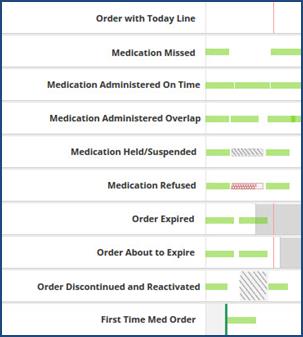 Order with Today Line
Medication Missed
Medication Administered On Time
Medication Administered Overlap
Medication Held/Suspended
Medication Refused
Order Expired
Order About to Expire
Order Discontinued and Reactivated
First Time Med Order